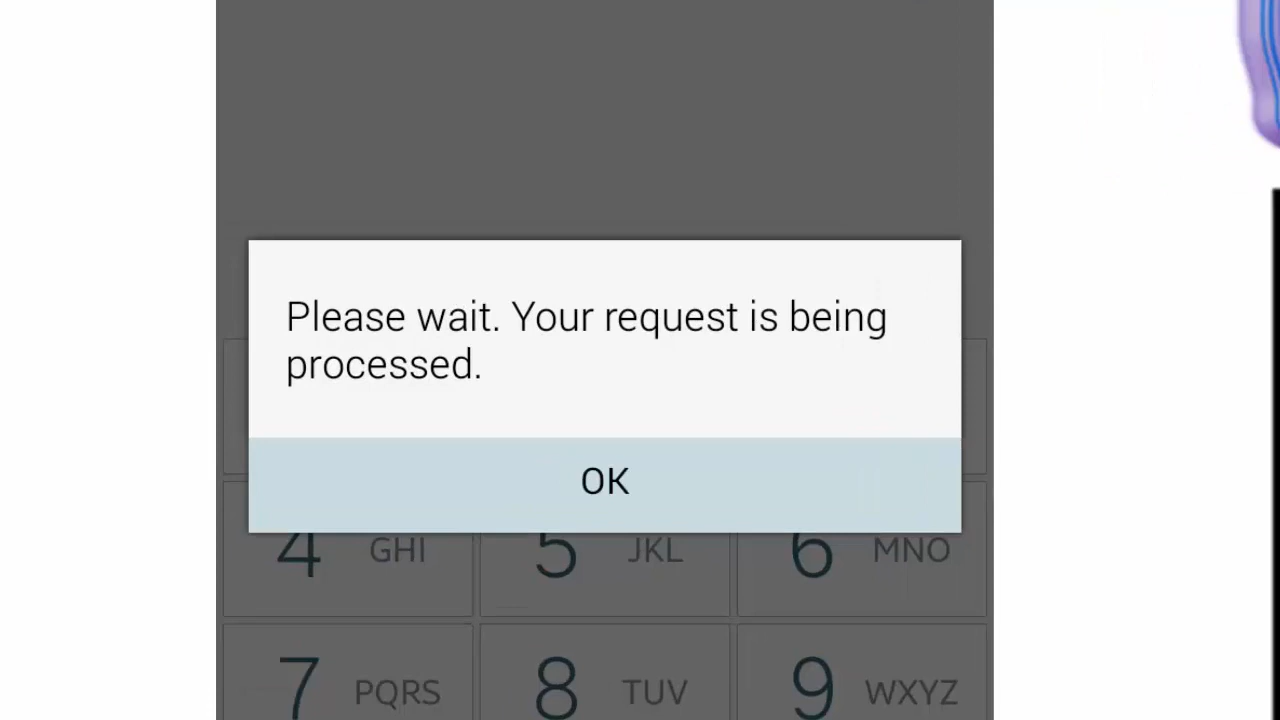 Please wait. Your request is being
processed.
OK
4 GHI 5 JKL 6 MNO
7 PQRS 8 TUV 9 WXYZ